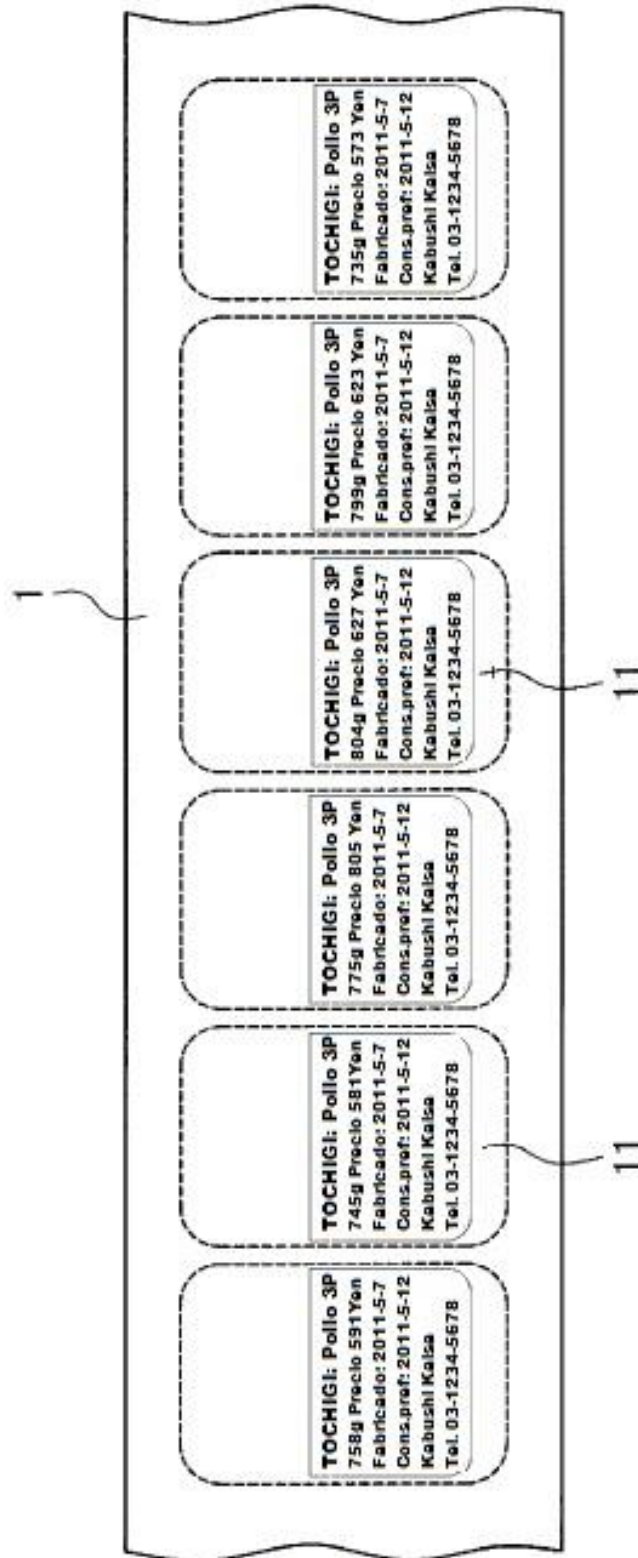 1
TOCHIGI: Pollo 3P
758g Precio 591Yen
Fabricado: 2011-5-7
Cons.pref: 2011-5-12
Kabushi Kaisa
Tel. 03-1234-5678
TOCHIGI: Pollo 3P
745g Precio 581Yen
Fabricado: 2011-5-7
Cons.pref: 2011-5-12
Kabushi Kaisa
Tel. 03-1234-5678
TOCHIGI: Pollo 3P
775g Precio 805 Yen
Fabricado: 2011-5-7
Cons.pref: 2011-5-12
Kabushi Kaisa
Tel. 03-1234-5678
TOCHIGI: Pollo 3P
804g Precio 627 Yen
Fabricado: 2011-5-7
Cons.pref: 2011-5-12
Kabushi Kaisa
Tel. 03-1234-5678
TOCHIGI: Pollo 3P
799g Precio 623 Yen
Fabricado: 2011-5-7
Cons.pref: 2011-5-12
Kabushi Kaisa
Tel. 03-1234-5678
TOCHIGI: Pollo 3P
735g Precio 573 Yen
Fabricado: 2011-5-7
Cons.pref: 2011-5-12
Kabushi Kaisa
Tel. 03-1234-5678
11
11